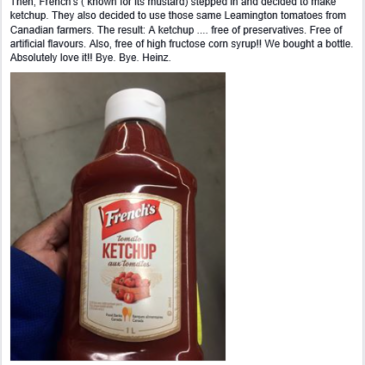 Then, French's ( known for its mustard) stepped in and decided to make
ketchup. They also decided to use those same Leamington tomatoes from
Canadian farmers. The result: A ketchup .... free of preservatives. Free of
artificial flavours. Also, free of high fructose corn syrup!! We bought a bottle.
Absolutely love it!! Bye. Bye. Heinz.
French's
tomato
KETCHUP
aux tomates
1 L